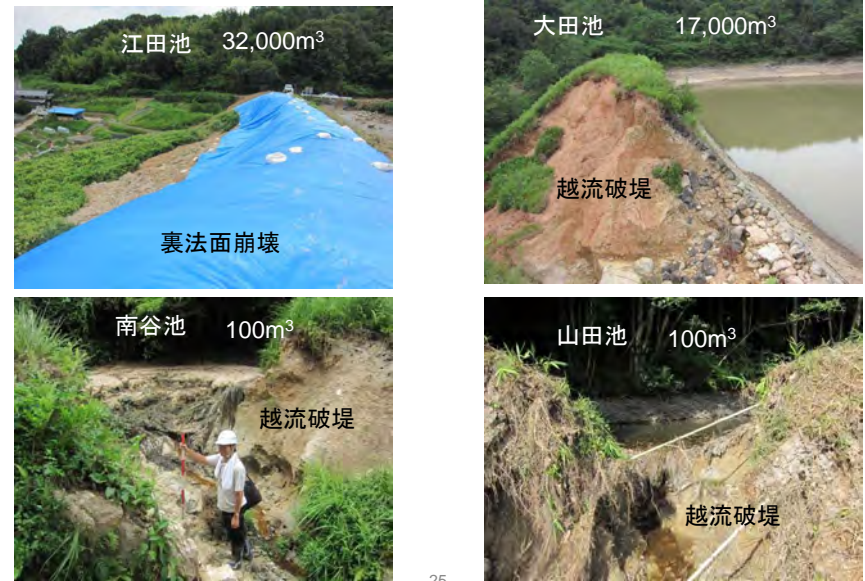 江田池 32,000m³
裏法面崩壊
大田池 17,000m³
越流破堤
南谷池 100m³
越流破堤
山田池 100m³
越流破堤
25